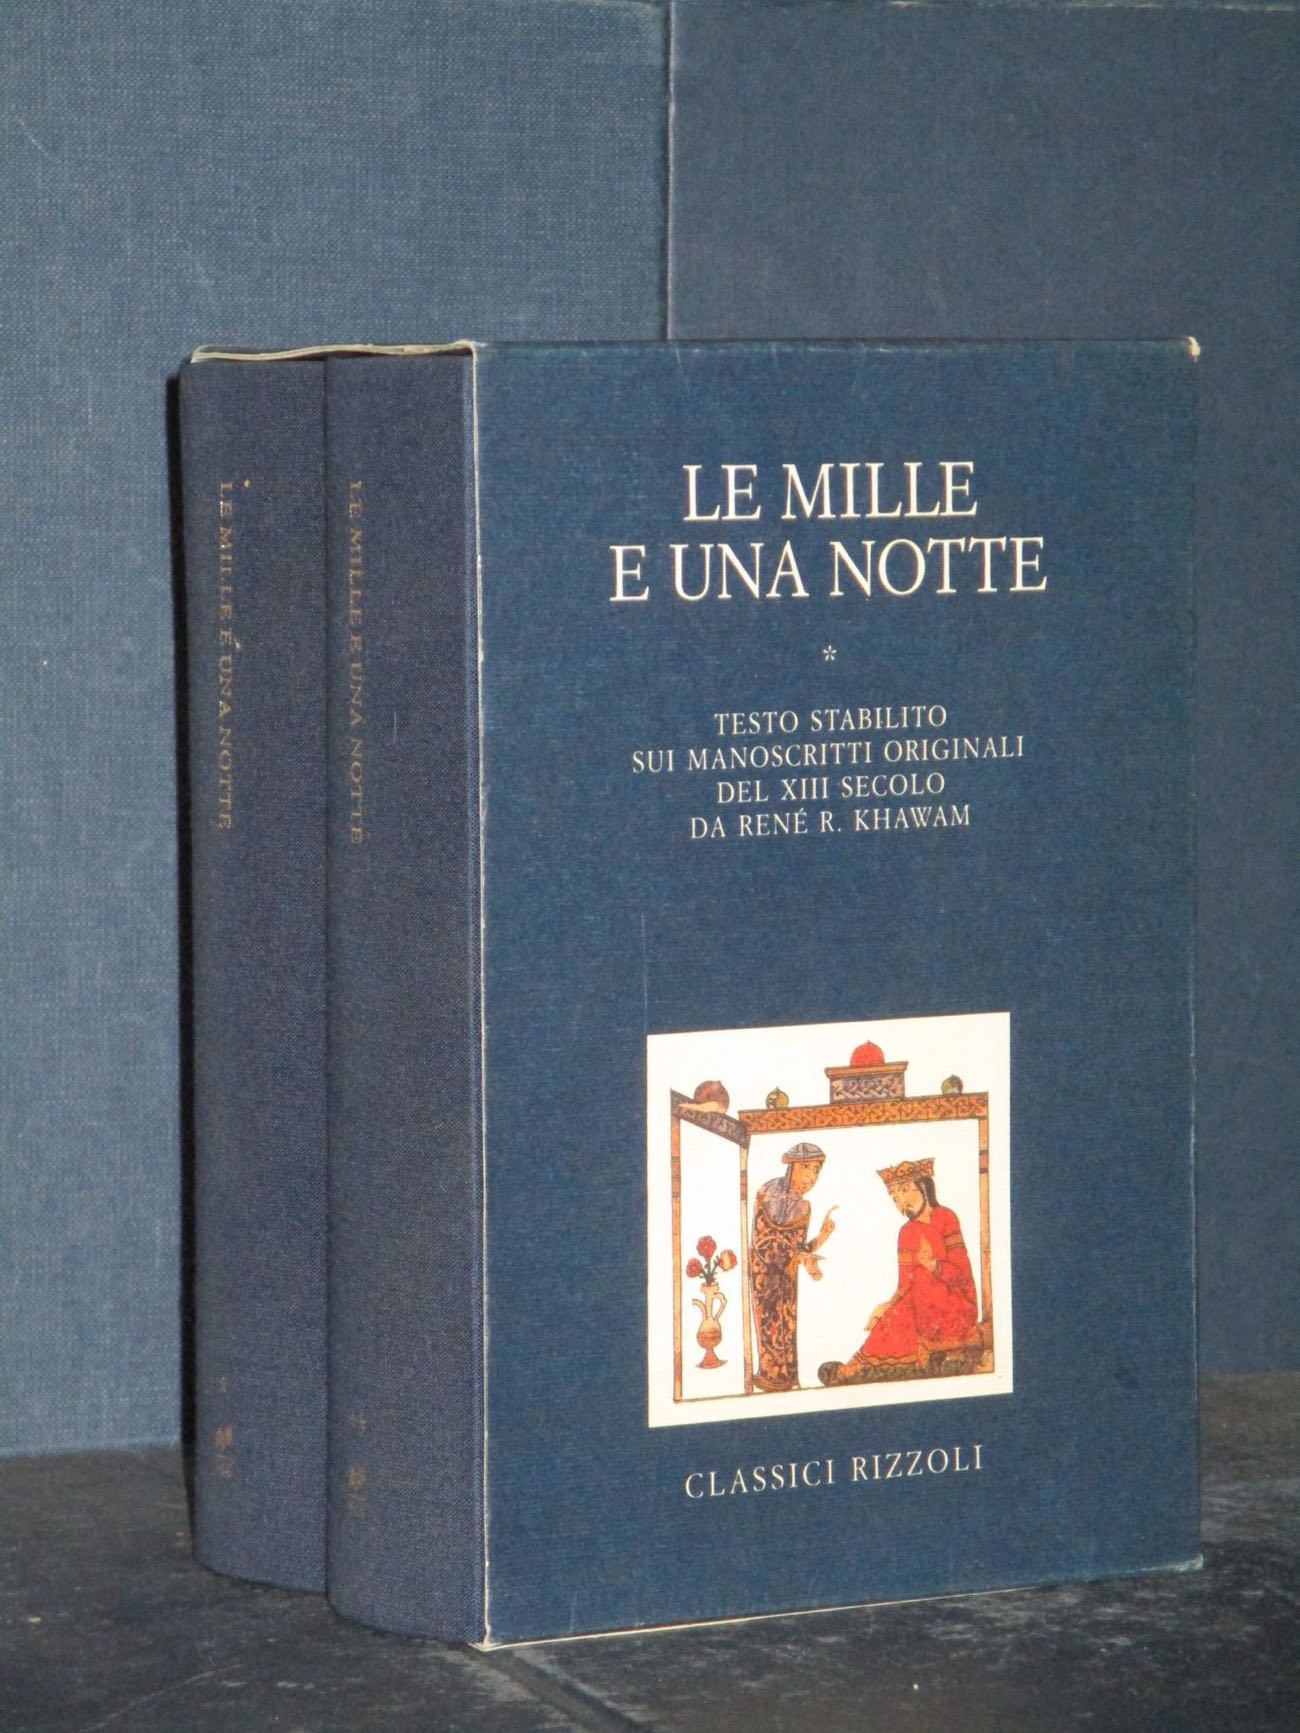 LE MILLE E UNA NOTTE
LE MILLE E UNA NOTTE
LE MILLE
E UNA NOTTE
*
TESTO STABILITO
SUI MANOSCRITTI ORIGINALI
DEL XIII SECOLO
DA RENÉ R. KHAWAM
CLASSICI RIZZOLI